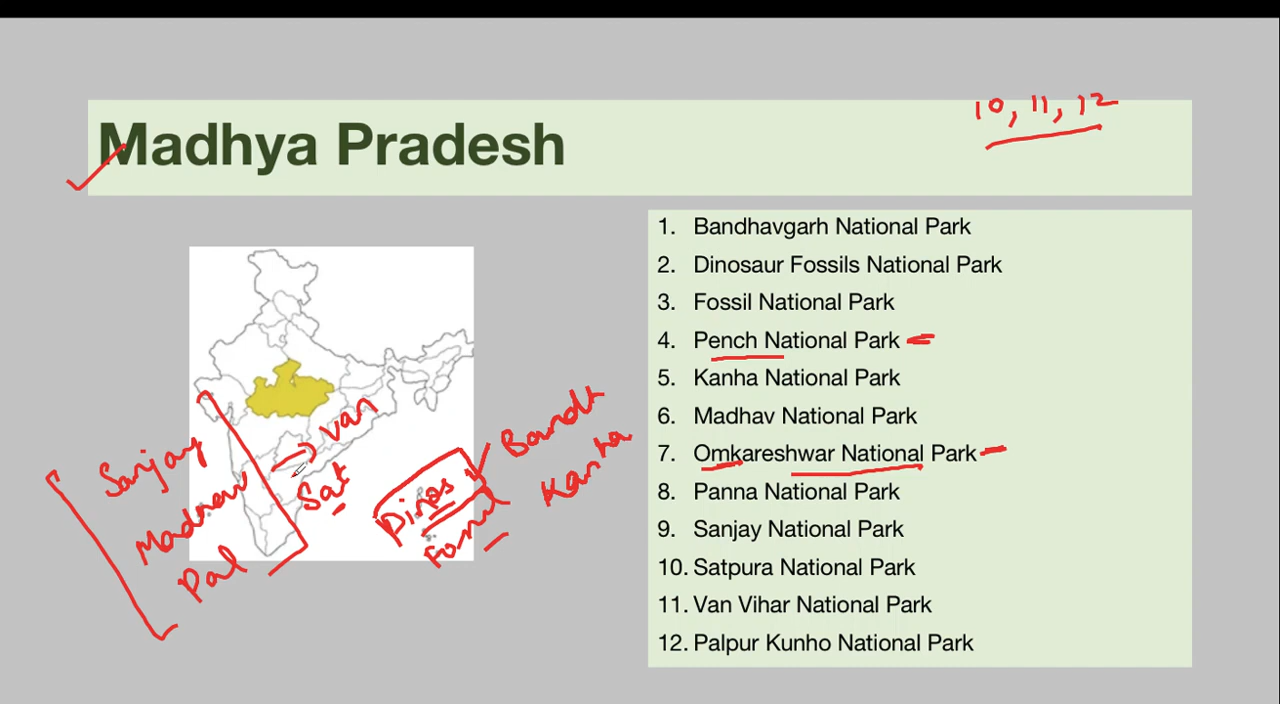 10, 11, 12
Madhya Pradesh
1. Bandhavgarh National Park
2. Dinosaur Fossils National Park
3. Fossil National Park
4. Pench National Park
5. Kanha National Park
6. Madhav National Park
7. Omkareshwar National Park
8. Panna National Park
9. Sanjay National Park
10. Satpura National Park
11. Van Vihar National Park
12. Palpur Kunho National Park
Sanjay
Madhav
Pal
Van
Sat
Dinos
Bandh
Kanha